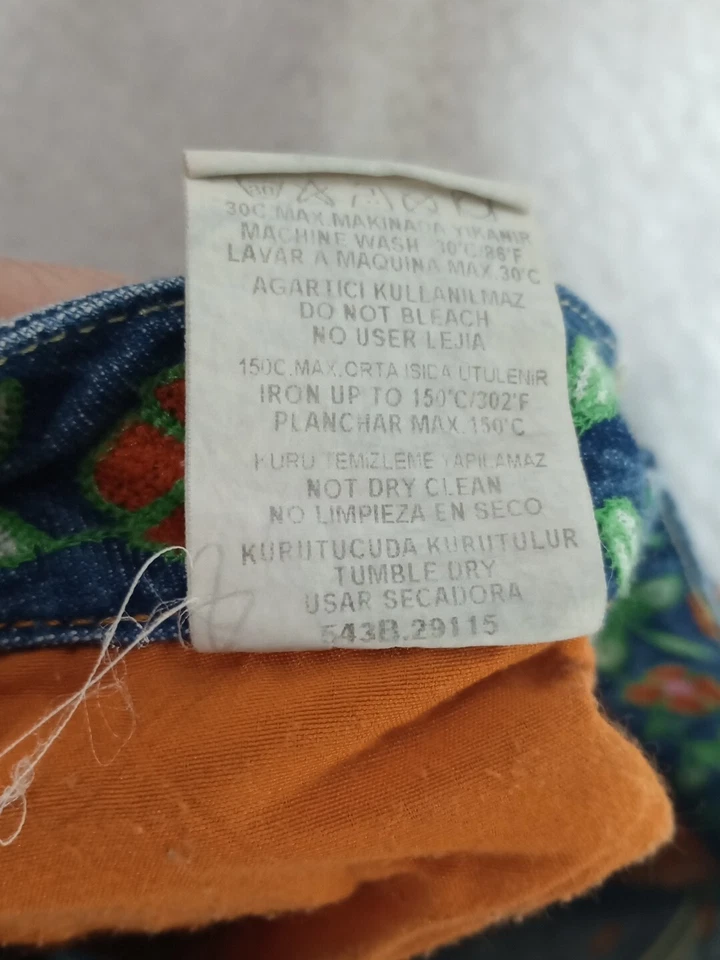 30
30C.MAX.MAKINADA YIKANIR
MACHINE WASH 30°C/86°F
LAVAR A MAQUINA MAX.30°C
AGARTICI KULLANILMAZ
DO NOT BLEACH
NO USER LEJIA
150C.MAX.ORTA ISIDA UTULENIR
IRON UP TO 150°C/302°F
PLANCHAR MAX.150°C
KURU TEMIZLEME YAPILAMAZ
NOT DRY CLEAN
NO LIMPIEZA EN SECO
KURUTUCUDA KURUTULUR
TUMBLE DRY
USAR SECADORA
543B.29115